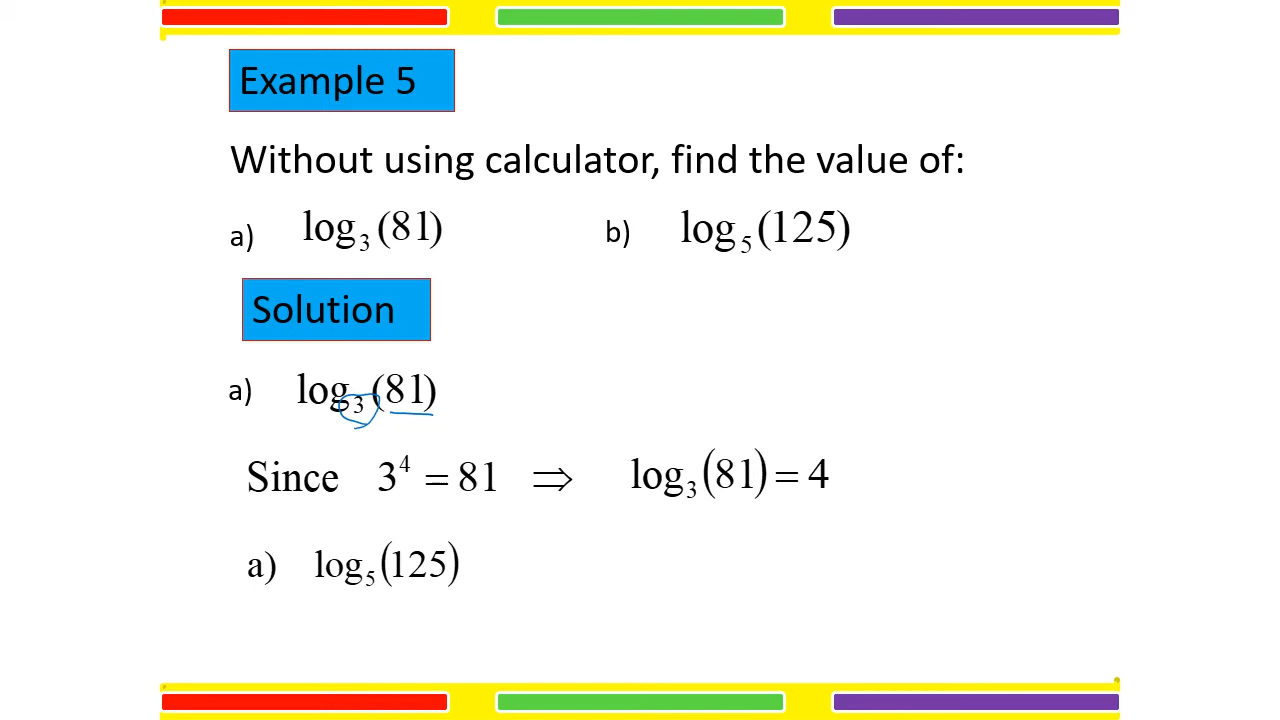 Example 5
Without using calculator, find the value of:
a) log₃(81) b) log₅(125)
Solution
a) log₃(81)
Since 3⁴ = 81 ⇒ log₃(81) = 4
a) log₅(125)